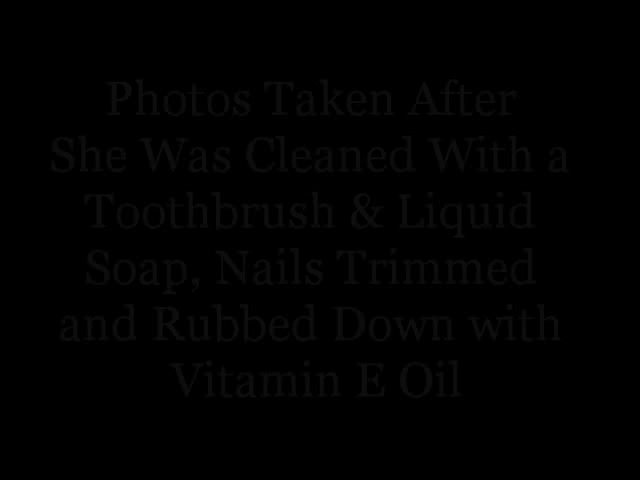 Photos Taken After
She Was Cleaned With a
Toothbrush & Liquid
Soap, Nails Trimmed
and Rubbed Down with
Vitamin E Oil